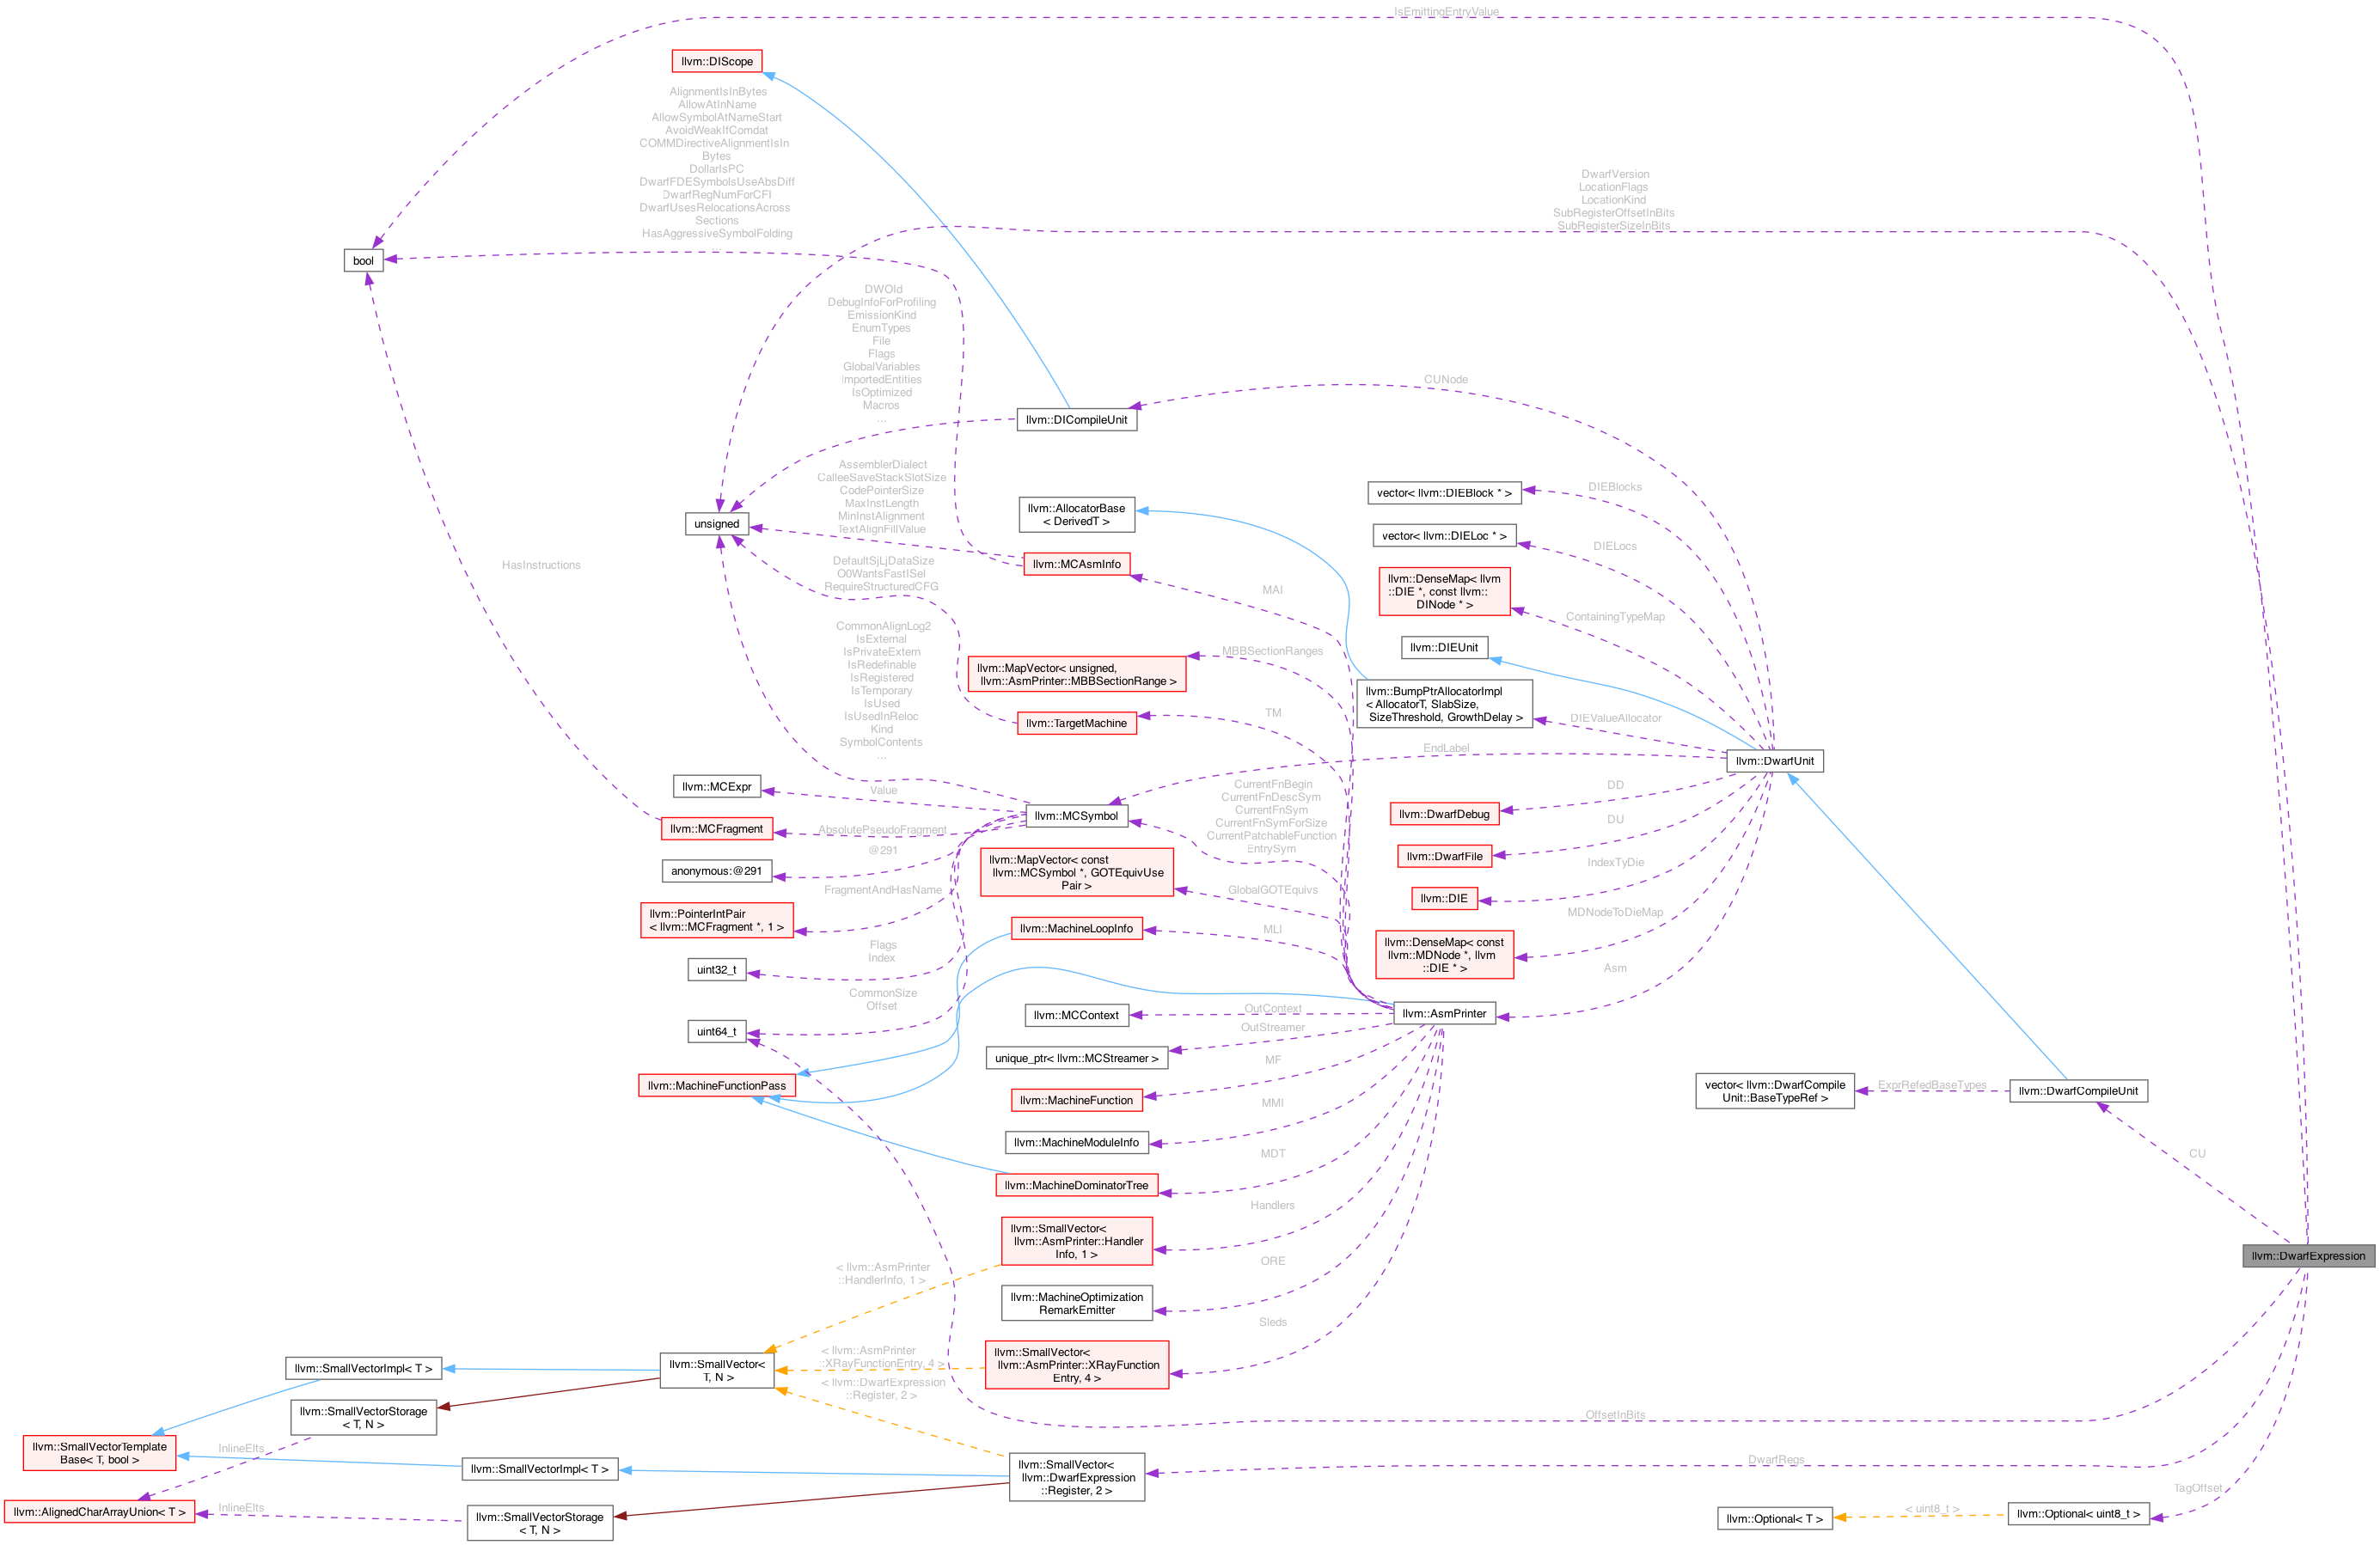 IsEmittingEntryValue
llvm::DIScope
AlignmentIsInBytes
AllowAtInName
AllowSymbolAtNameStart
AvoidWeakIfComdat
COMMDirectiveAlignmentIsIn
Bytes
DollarIsPC
DwarfFDESymbolsUseAbsDiff
DwarfRegNumForCFI
DwarfUsesRelocationsAcross
Sections
HasAggressiveSymbolFolding
...
bool
DwarfVersion
LocationFlags
LocationKind
SubRegisterOffsetInBits
SubRegisterSizeInBits
DWOId
DebugInfoForProfiling
EmissionKind
EnumTypes
File
Flags
GlobalVariables
ImportedEntities
IsOptimized
Macros
...
CUNode
llvm::DICompileUnit
AssemblerDialect
CalleeSaveStackSlotSize
CodePointerSize
MaxInstLength
MinInstAlignment
TextAlignFillValue
unsigned
llvm::AllocatorBase
< DerivedT >
vector< llvm::DIEBlock * >
DIEBlocks
vector< llvm::DIELoc * >
DIELocs
HasInstructions
DefaultSjLjDataSize
O0WantsFastISel
RequireStructuredCFG
llvm::MCAsmInfo
MAI
llvm::DenseMap< llvm
::DIE *, const llvm::
DINode * >
ContainingTypeMap
CommonAlignLog2
IsExternal
IsPrivateExtern
IsRedefinable
IsRegistered
IsTemporary
IsUsed
IsUsedInReloc
Kind
SymbolContents
...
llvm::MapVector< unsigned,
llvm::AsmPrinter::MBBSectionRange >
MBBSectionRanges
llvm::DIEUnit
llvm::TargetMachine
TM
llvm::BumpPtrAllocatorImpl
< AllocatorT, SlabSize,
SizeThreshold, GrowthDelay >
DIEValueAllocator
EndLabel
llvm::DwarfUnit
llvm::MCExpr
Value
llvm::MCFragment
AbsolutePseudoFragment
llvm::MCSymbol
CurrentFnBegin
CurrentFnDescSym
CurrentFnSym
CurrentFnSymForSize
CurrentPatchableFunction
EntrySym
llvm::DwarfDebug
DD
llvm::DwarfFile
DU
anonymous:@291
@291
llvm::MapVector< const
llvm::MCSymbol *, GOTEquivUse
Pair >
GlobalGOTEquivs
llvm::DIE
IndexTyDie
llvm::PointerIntPair
< llvm::MCFragment *, 1 >
FragmentAndHasName
llvm::MachineLoopInfo
MLI
llvm::DenseMap< const
llvm::MDNode *, llvm
::DIE * >
MDNodeToDieMap
uint32_t
Flags
Index
Asm
uint64_t
CommonSize
Offset
llvm::MCContext
OutContext
llvm::AsmPrinter
unique_ptr< llvm::MCStreamer >
OutStreamer
llvm::MachineFunctionPass
llvm::MachineFunction
MF
vector< llvm::DwarfCompile
Unit::BaseTypeRef >
ExprRefedBaseTypes
llvm::DwarfCompileUnit
llvm::MachineModuleInfo
MMI
CU
llvm::MachineDominatorTree
MDT
llvm::SmallVector<
llvm::AsmPrinter::Handler
Info, 1 >
Handlers
llvm::DwarfExpression
< llvm::AsmPrinter
::HandlerInfo, 1 >
llvm::MachineOptimization
RemarkEmitter
ORE
llvm::SmallVectorImpl< T >
llvm::SmallVector<
T, N >
< llvm::AsmPrinter
::XRayFunctionEntry, 4 >
llvm::SmallVector<
llvm::AsmPrinter::XRayFunction
Entry, 4 >
Sleds
< llvm::DwarfExpression
::Register, 2 >
OffsetInBits
llvm::SmallVectorStorage
< T, N >
llvm::SmallVectorTemplate
Base< T, bool >
InlineElts
llvm::SmallVectorImpl< T >
llvm::SmallVector<
llvm::DwarfExpression
::Register, 2 >
DwarfRegs
TagOffset
llvm::AlignedCharArrayUnion< T >
InlineElts
llvm::SmallVectorStorage
< T, N >
llvm::Optional< T >
< uint8_t >
llvm::Optional< uint8_t >